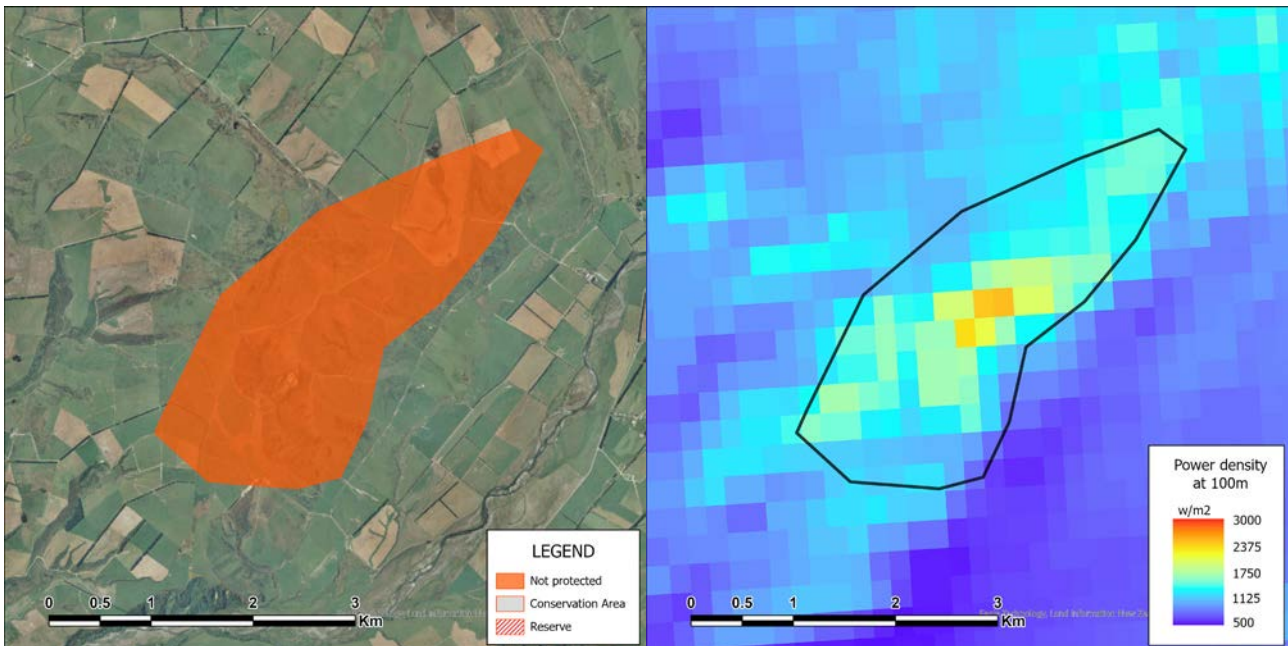 LEGEND
Not protected
Conservation Area
Reserve
0 0.5 1 2 3
Km
Power density
at 100m
w/m2
3000
2375
1750
1125
500
0 0.5 1 2 3
Km